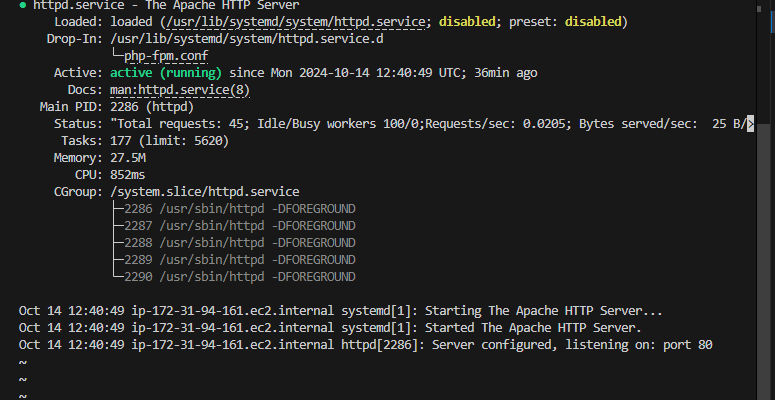 ● httpd.service - The Apache HTTP Server
Loaded: loaded (/usr/lib/systemd/system/httpd.service; disabled; preset: disabled)
Drop-In: /usr/lib/systemd/system/httpd.service.d
└─php-fpm.conf
Active: active (running) since Mon 2024-10-14 12:40:49 UTC; 36min ago
Docs: man:httpd.service(8)
Main PID: 2286 (httpd)
Status: "Total requests: 45; Idle/Busy workers 100/0;Requests/sec: 0.0205; Bytes served/sec:  25 B/>
Tasks: 177 (limit: 5620)
Memory: 27.5M
CPU: 852ms
CGroup: /system.slice/httpd.service
├─2286 /usr/sbin/httpd -DFOREGROUND
├─2287 /usr/sbin/httpd -DFOREGROUND
├─2288 /usr/sbin/httpd -DFOREGROUND
├─2289 /usr/sbin/httpd -DFOREGROUND
└─2290 /usr/sbin/httpd -DFOREGROUND
Oct 14 12:40:49 ip-172-31-94-161.ec2.internal systemd[1]: Starting The Apache HTTP Server...
Oct 14 12:40:49 ip-172-31-94-161.ec2.internal systemd[1]: Started The Apache HTTP Server.
Oct 14 12:40:49 ip-172-31-94-161.ec2.internal httpd[2286]: Server configured, listening on: port 80
~
~
~